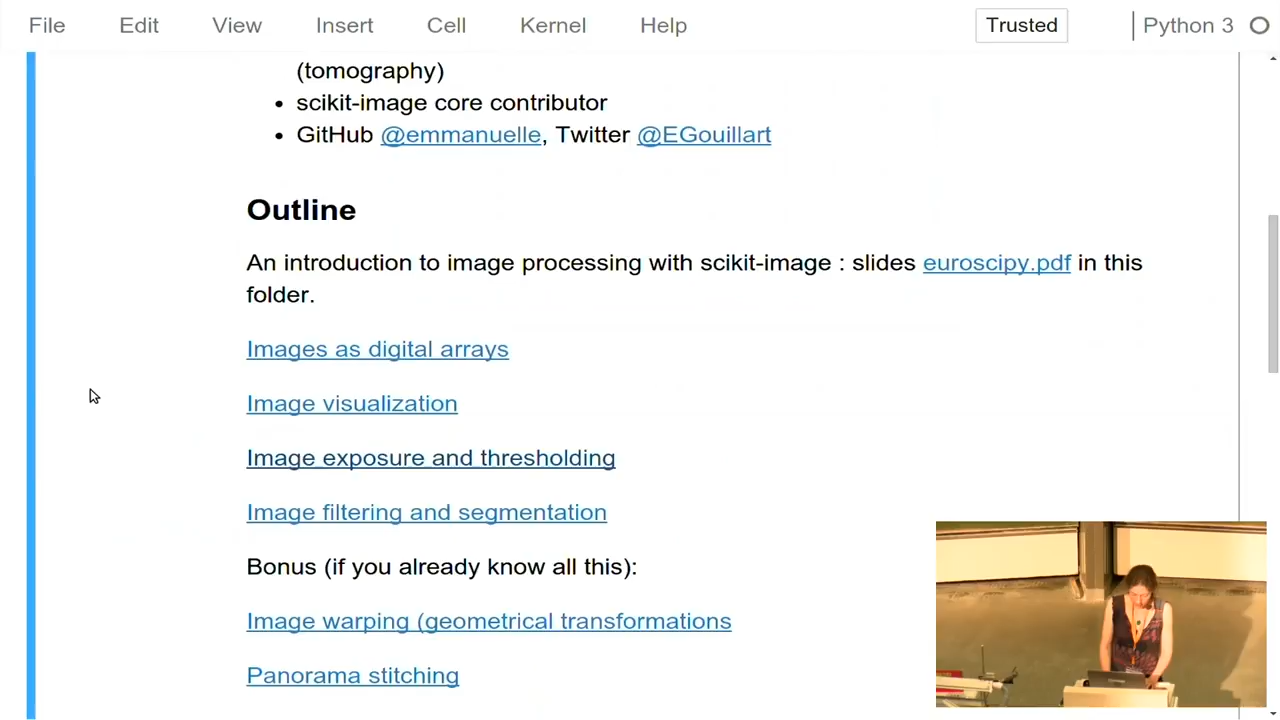 File Edit View Insert Cell Kernel Help Trusted Python 3
(tomography)
• scikit-image core contributor
• GitHub @emmanuelle, Twitter @EGouillart
Outline
An introduction to image processing with scikit-image : slides euroscipy.pdf in this
folder.
Images as digital arrays
Image visualization
Image exposure and thresholding
Image filtering and segmentation
Bonus (if you already know all this):
Image warping (geometrical transformations
Panorama stitching